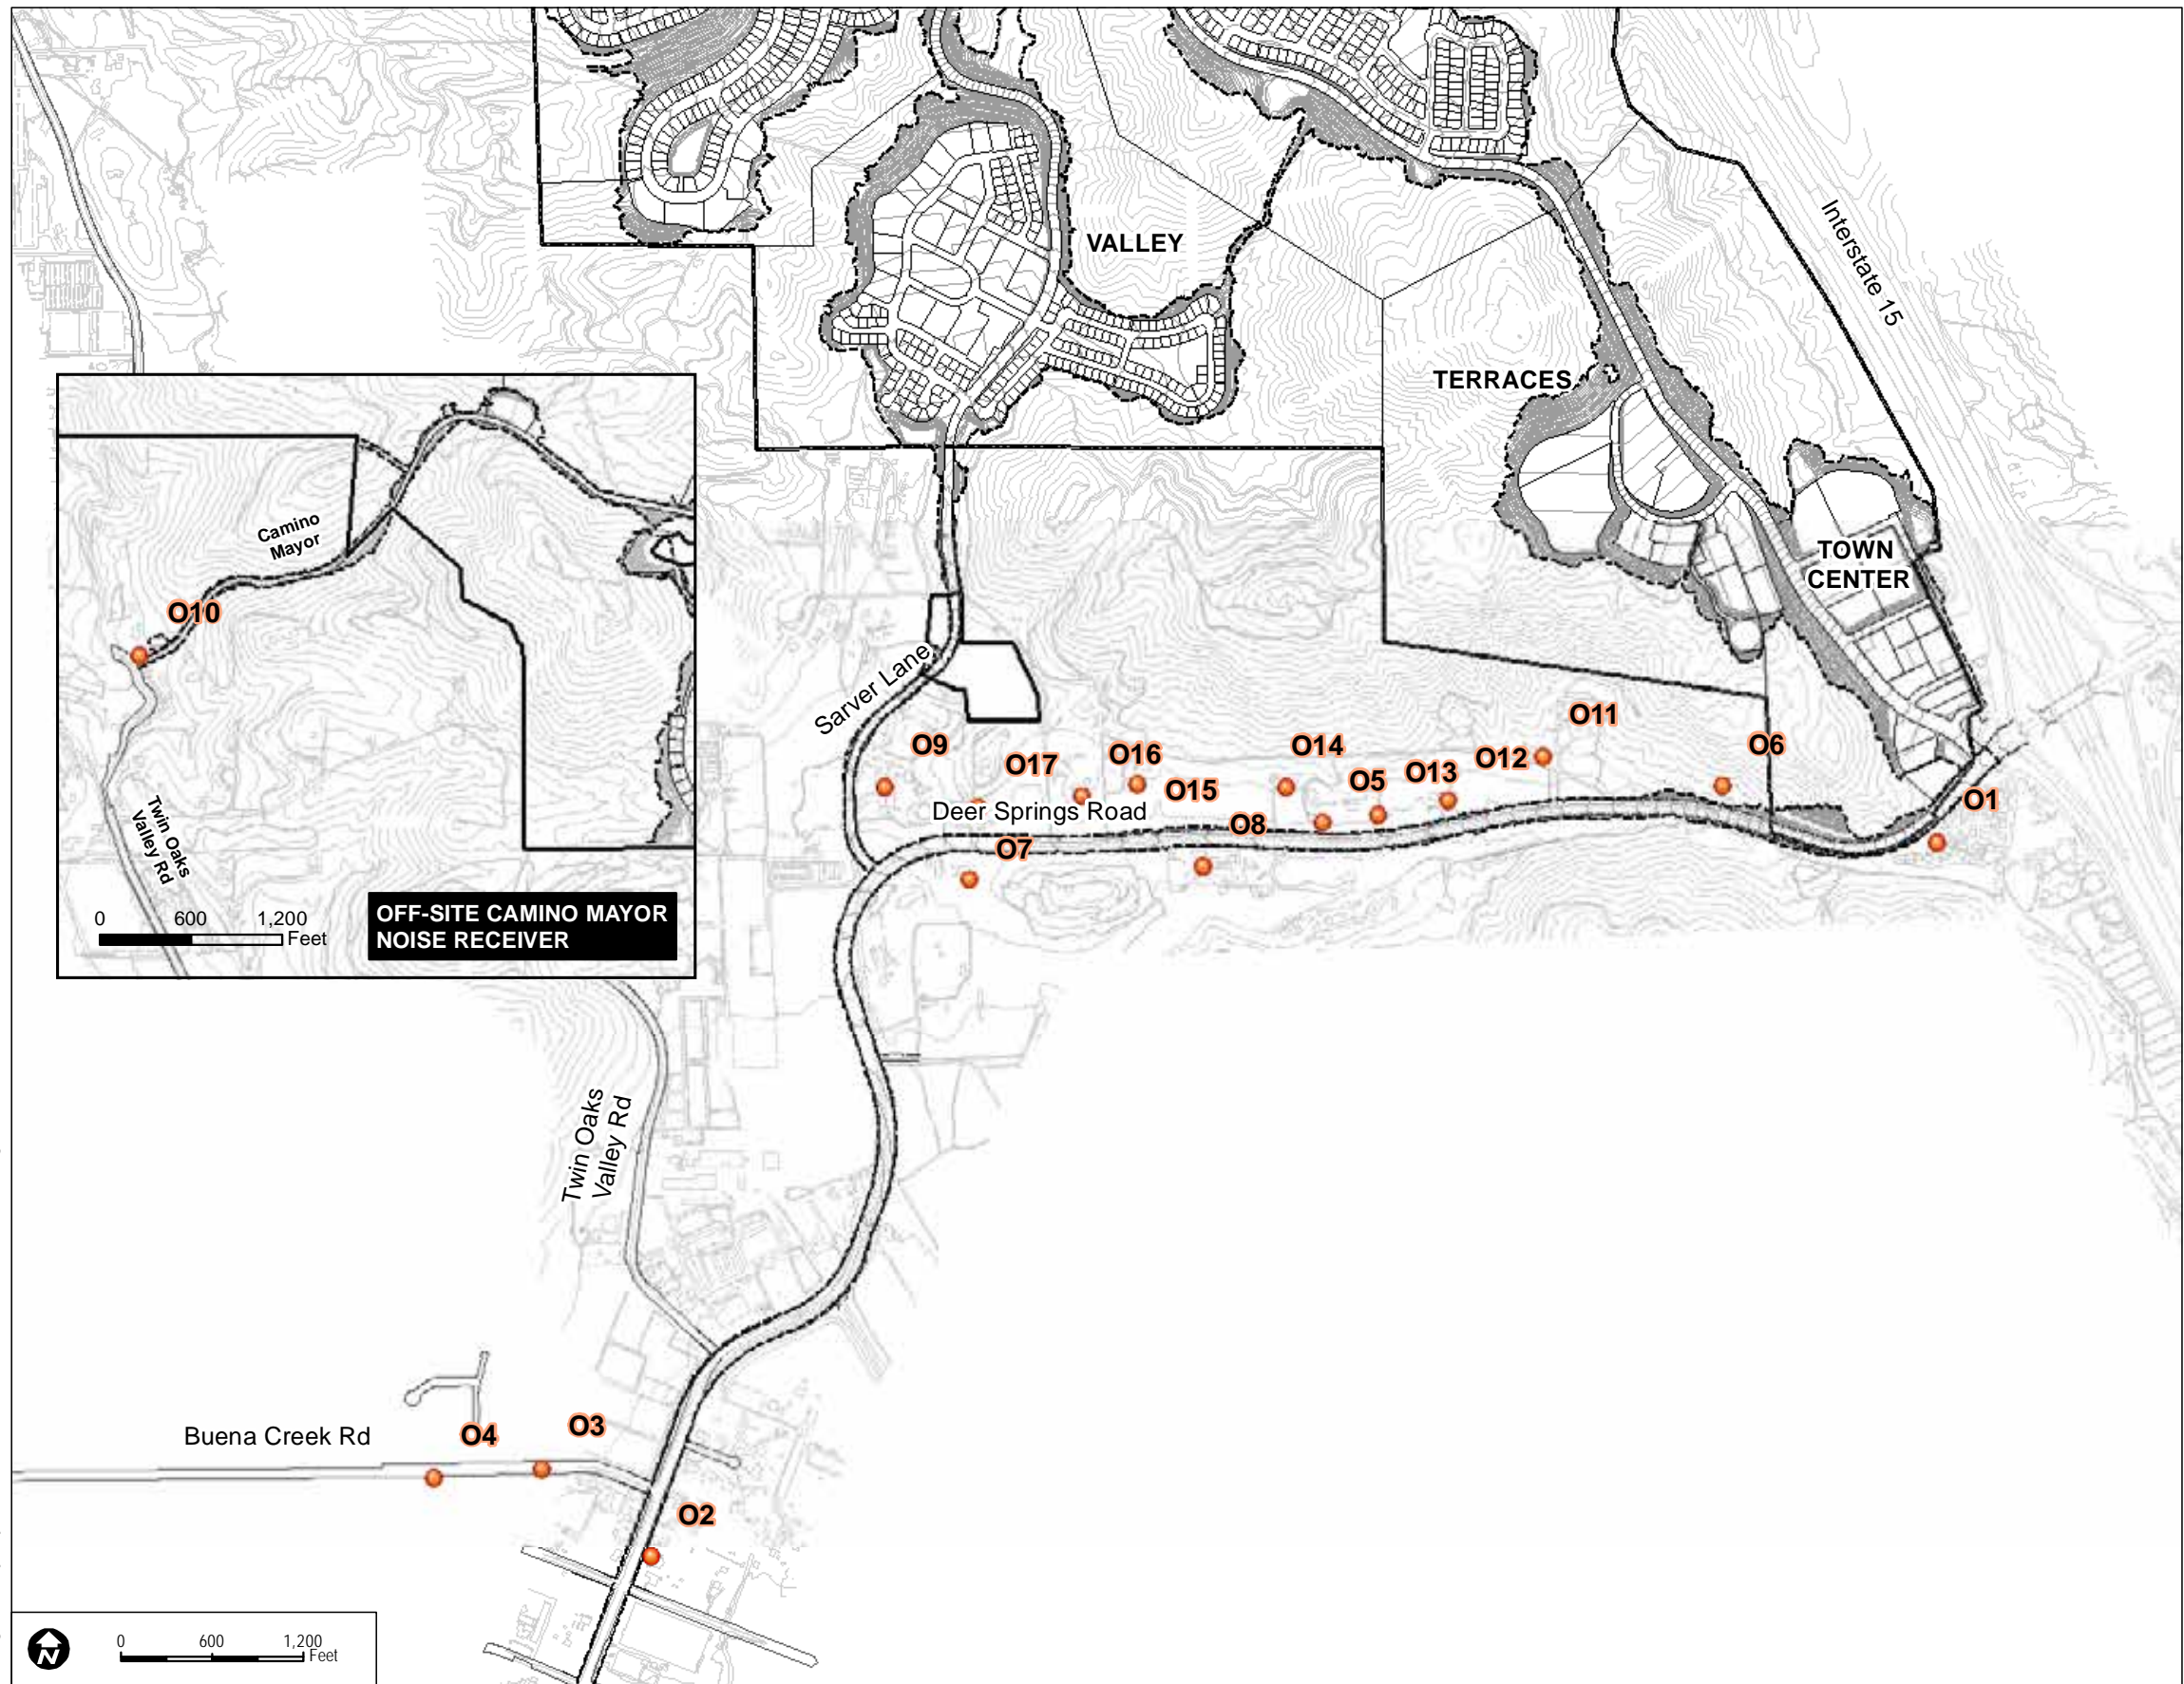 VALLEY
Interstate 15
TERRACES
Camino
Mayor
TOWN
CENTER
O10
Sarver Lane
O11
O9
O14
O6
O16
O12
O17
O13
O5
O15
O1
Deer Springs Road
O8
O7
Twin Oaks
Valley Rd
0 600 1,200
Feet
OFF-SITE CAMINO MAYOR
NOISE RECEIVER
Twin Oaks
Valley Rd
O3
Buena Creek Rd
O4
O2
N
0 600 1,200
Feet